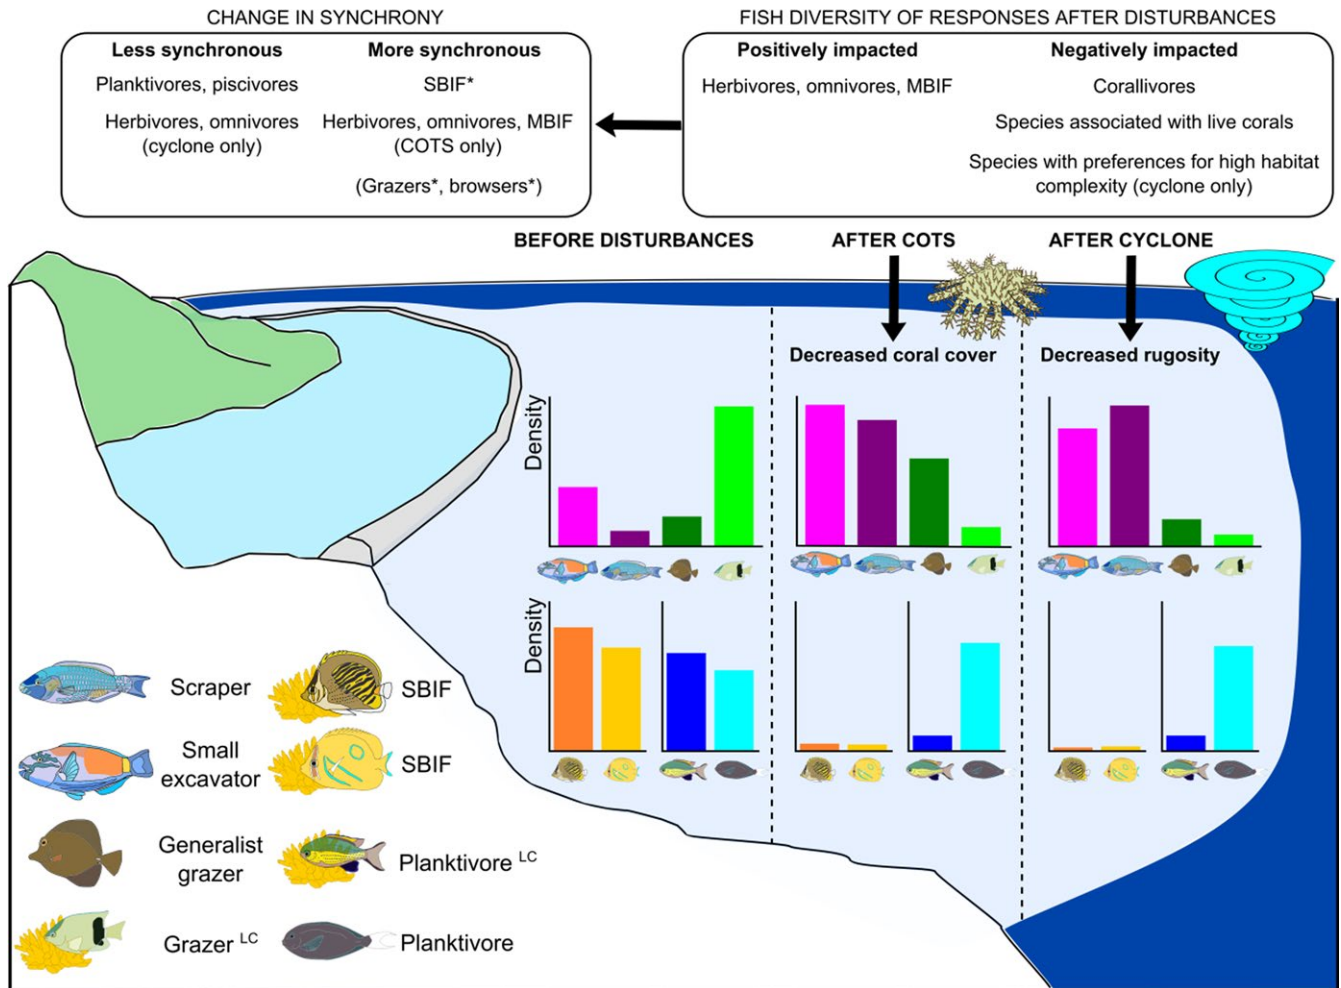 CHANGE IN SYNCHRONY
Less synchronous
Planktivores, piscivores
Herbivores, omnivores
(cyclone only)
More synchronous
SBIF*
Herbivores, omnivores, MBIF
(COTS only)
(Grazers*, browsers*)
FISH DIVERSITY OF RESPONSES AFTER DISTURBANCES
Positively impacted
Herbivores, omnivores, MBIF
Negatively impacted
Corallivores
Species associated with live corals
Species with preferences for high habitat
complexity (cyclone only)
BEFORE DISTURBANCES
AFTER COTS
AFTER CYCLONE
Decreased coral cover
Decreased rugosity
Density
Density
Scraper
SBIF
Small
excavator
SBIF
Generalist
grazer
Planktivore LC
Grazer LC
Planktivore